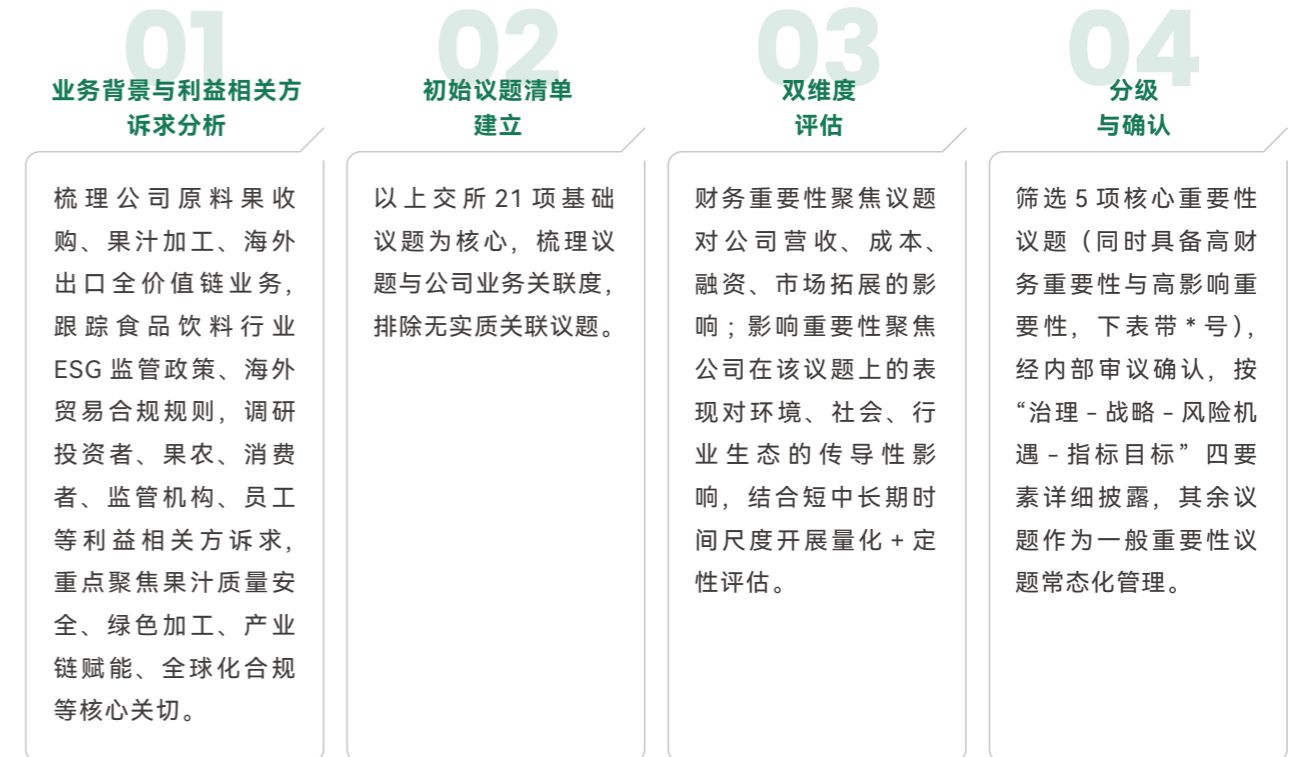 01
业务背景与利益相关方
诉求分析
梳理公司原料果收
购、果汁加工、海外
出口全价值链业务,
跟踪食品饮料行业
ESG 监管政策、海外
贸易合规规则，调研
投资者、果农、消费
者、监管机构、员工
等利益相关方诉求,
重点聚焦果汁质量安
全、绿色加工、产业
链赋能、全球化合规
等核心关切。
02
初始议题清单
建立
以上交所 21 项基础
议题为核心，梳理议
题与公司业务关联度,
排除无实质关联议题。
03
双维度
评估
财务重要性聚焦议题
对公司营收、成本、
融资、市场拓展的影
响；影响重要性聚焦
公司在该议题上的表
现对环境、社会、行
业生态的传导性影
响，结合短中长期时
间尺度开展量化 + 定
性评估。
04
分级
与确认
筛选 5 项核心重要性
议题（同时具备高财
务重要性与高影响重
要性，下表带 * 号）,
经内部审议确认，按
“治理 – 战略 – 风险机
遇 – 指标目标”四要
素详细披露，其余议
题作为一般重要性议
题常态化管理。